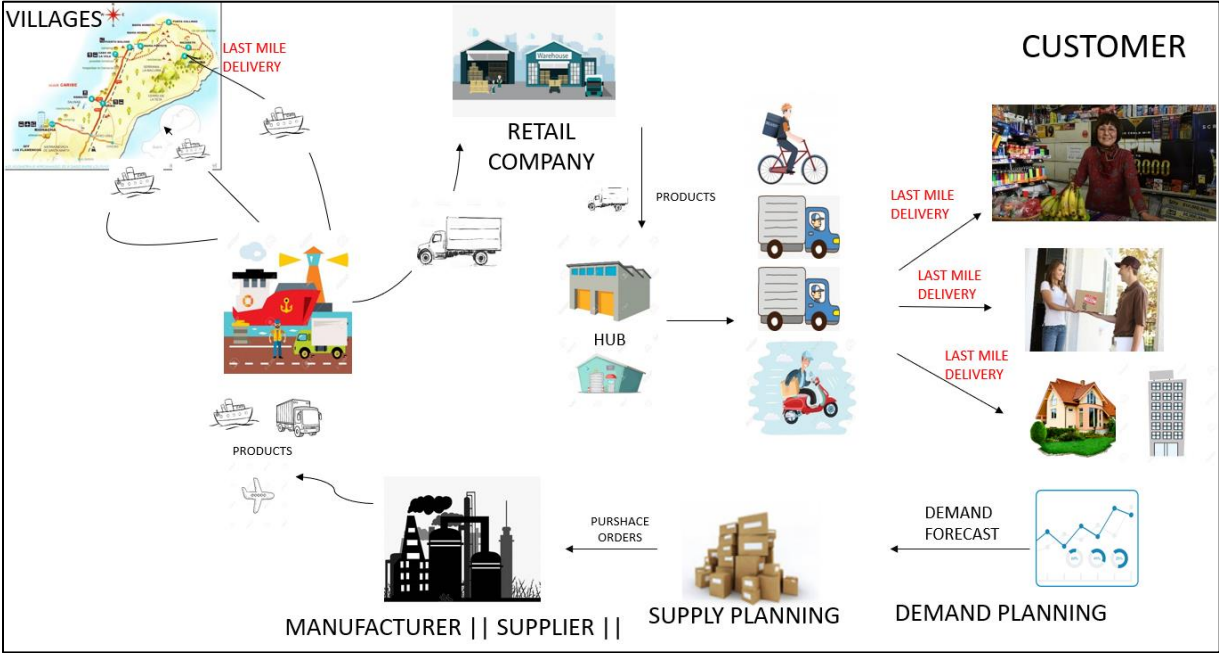 VILLAGES
LAST MILE
DELIVERY
Warehouse
RETAIL
COMPANY
CUSTOMER
PRODUCTS
HUB
LAST MILE
DELIVERY
LAST MILE
DELIVERY
LAST MILE
DELIVERY
PRODUCTS
PURSHACE
ORDERS
DEMAND
FORECAST
MANUFACTURER || SUPPLIER ||
SUPPLY PLANNING
DEMAND PLANNING